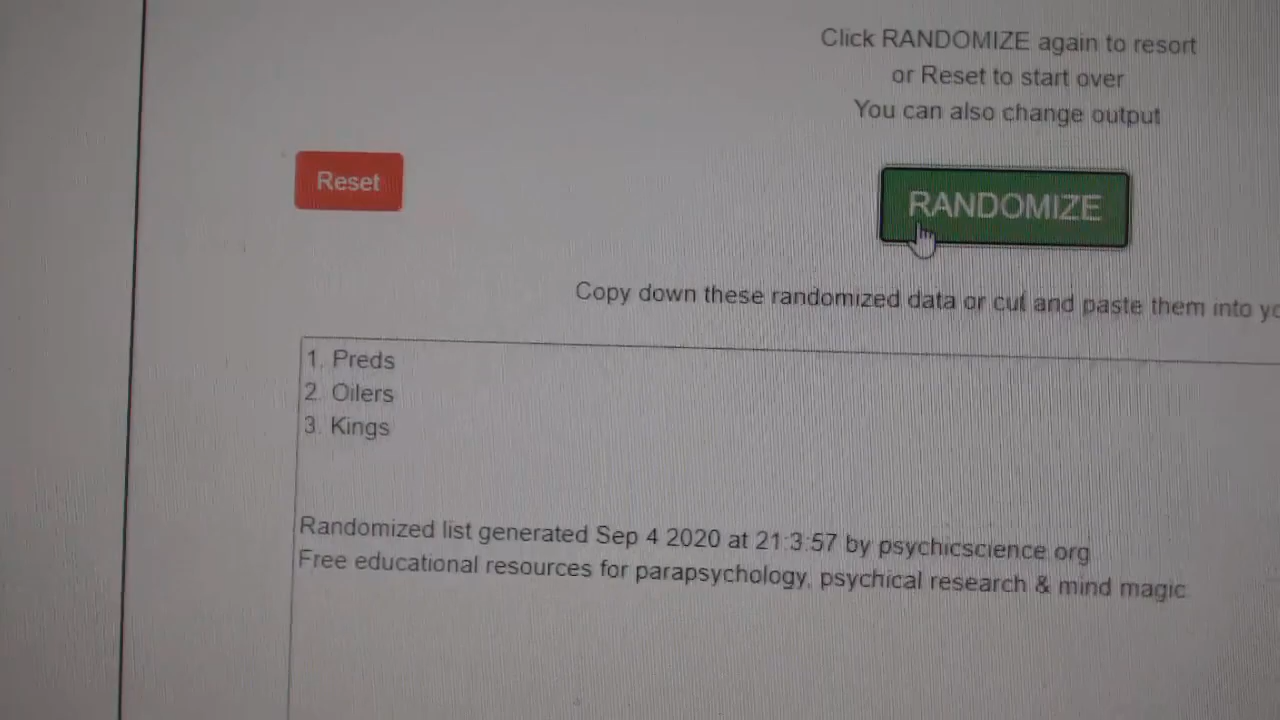 Click RANDOMIZE again to resort
or Reset to start over
You can also change output
Reset
RANDOMIZE
Copy down these randomized data or cut and paste them into
1. Preds
2. Oilers
3. Kings
Randomized list generated Sep 4 2020 at 21:3:57 by psychicscience.org
Free educational resources for parapsychology, psychical research & mind magic